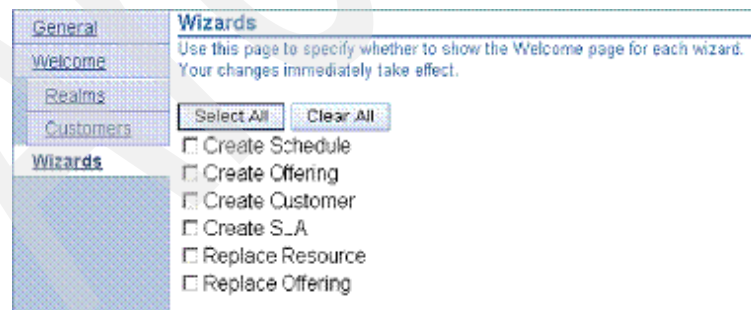 General
Welcome
Realms
Customers
Wizards
Wizards
Use this page to specify whether to show the Welcome page for each wizard.
Your changes immediately take effect.
Select All Clear All
Create Schedule
Create Offering
Create Customer
Create SLA
Replace Resource
Replace Offering